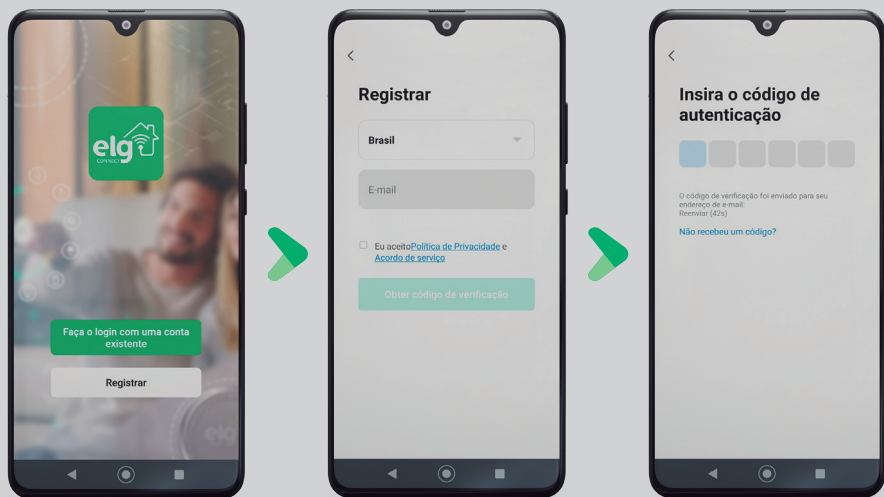 elg
CONNECT
Faça o login com uma conta
existente
Registrar
elg
Registrar
Brasil
E-mail
Eu aceitoPolítica de Privacidade e
Acordo de serviço
Obter código de verificação
Insira o código de
autenticação
O código de verificação foi enviado para seu
endereço de e-mail:
Reenviar (42s)
Não recebeu um código?